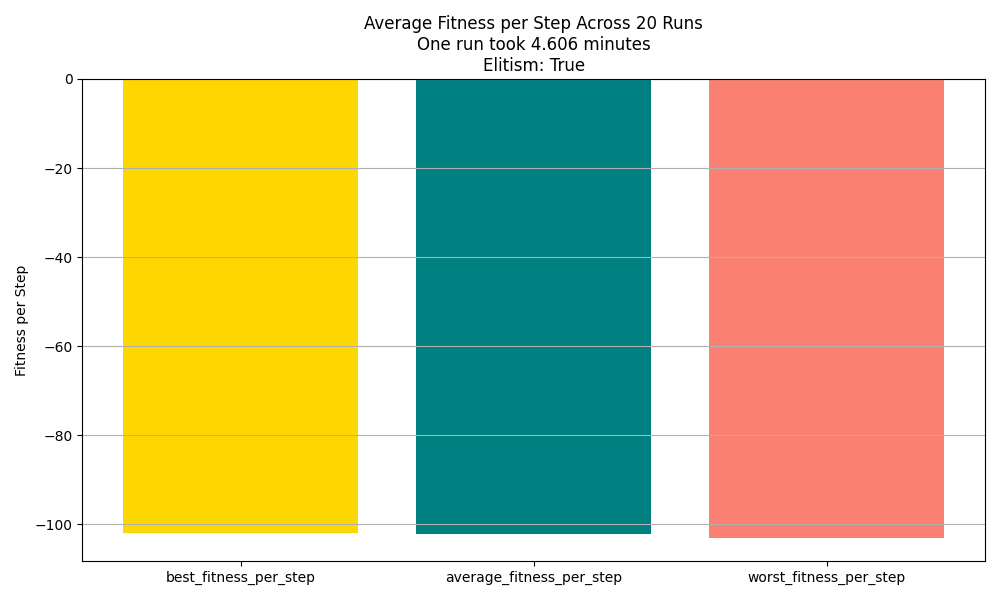 Average Fitness per Step Across 20 Runs
One run took 4.606 minutes
Elitism: True
Fitness per Step
0
−20
−40
−60
−80
−100
best_fitness_per_step
average_fitness_per_step
worst_fitness_per_step